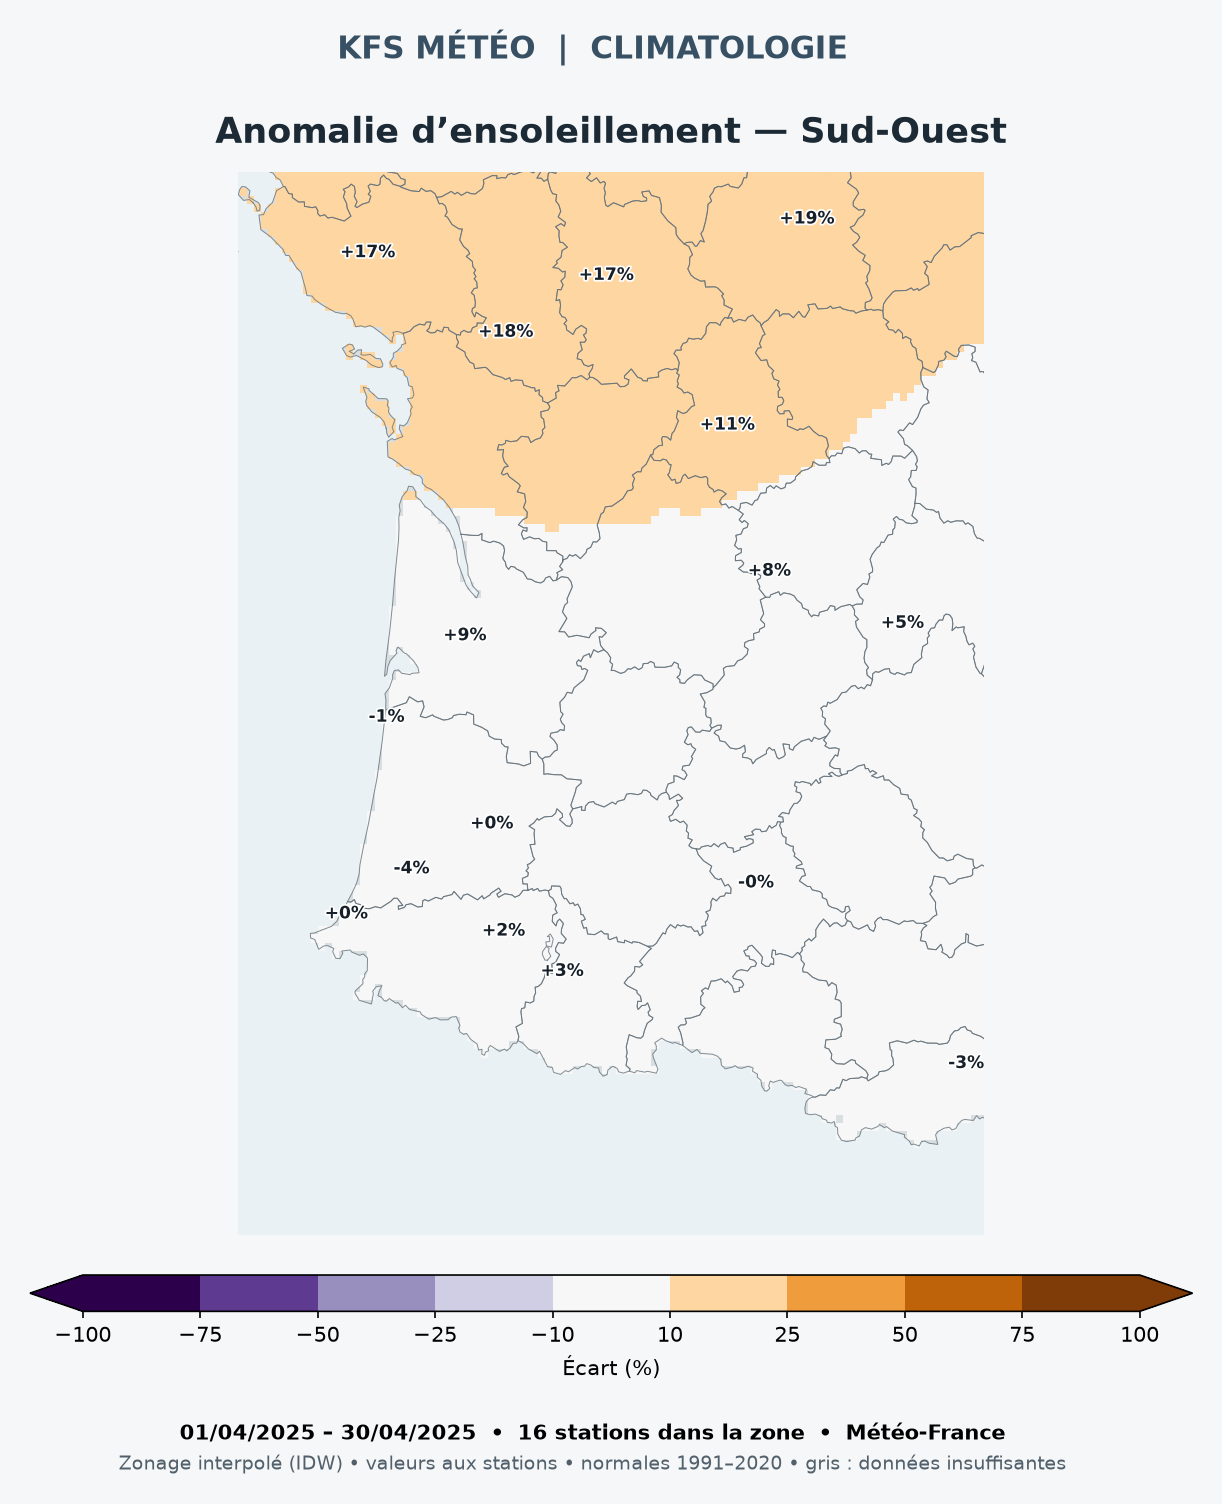 KFS MÉTÉO | CLIMATOLOGIE
Anomalie d’ensoleillement — Sud-Ouest
+19%
+17%
+17%
+18%
+11%
+8%
+5%
+9%
-1%
+0%
-4%
-0%
+0%
+2%
+3%
-3%
−100 −75 −50 −25 −10 10 25 50 75 100
Écart (%)
01/04/2025 – 30/04/2025 • 16 stations dans la zone • Météo-France
Zonage interpolé (IDW) • valeurs aux stations • normales 1991–2020 • gris : données insuffisantes